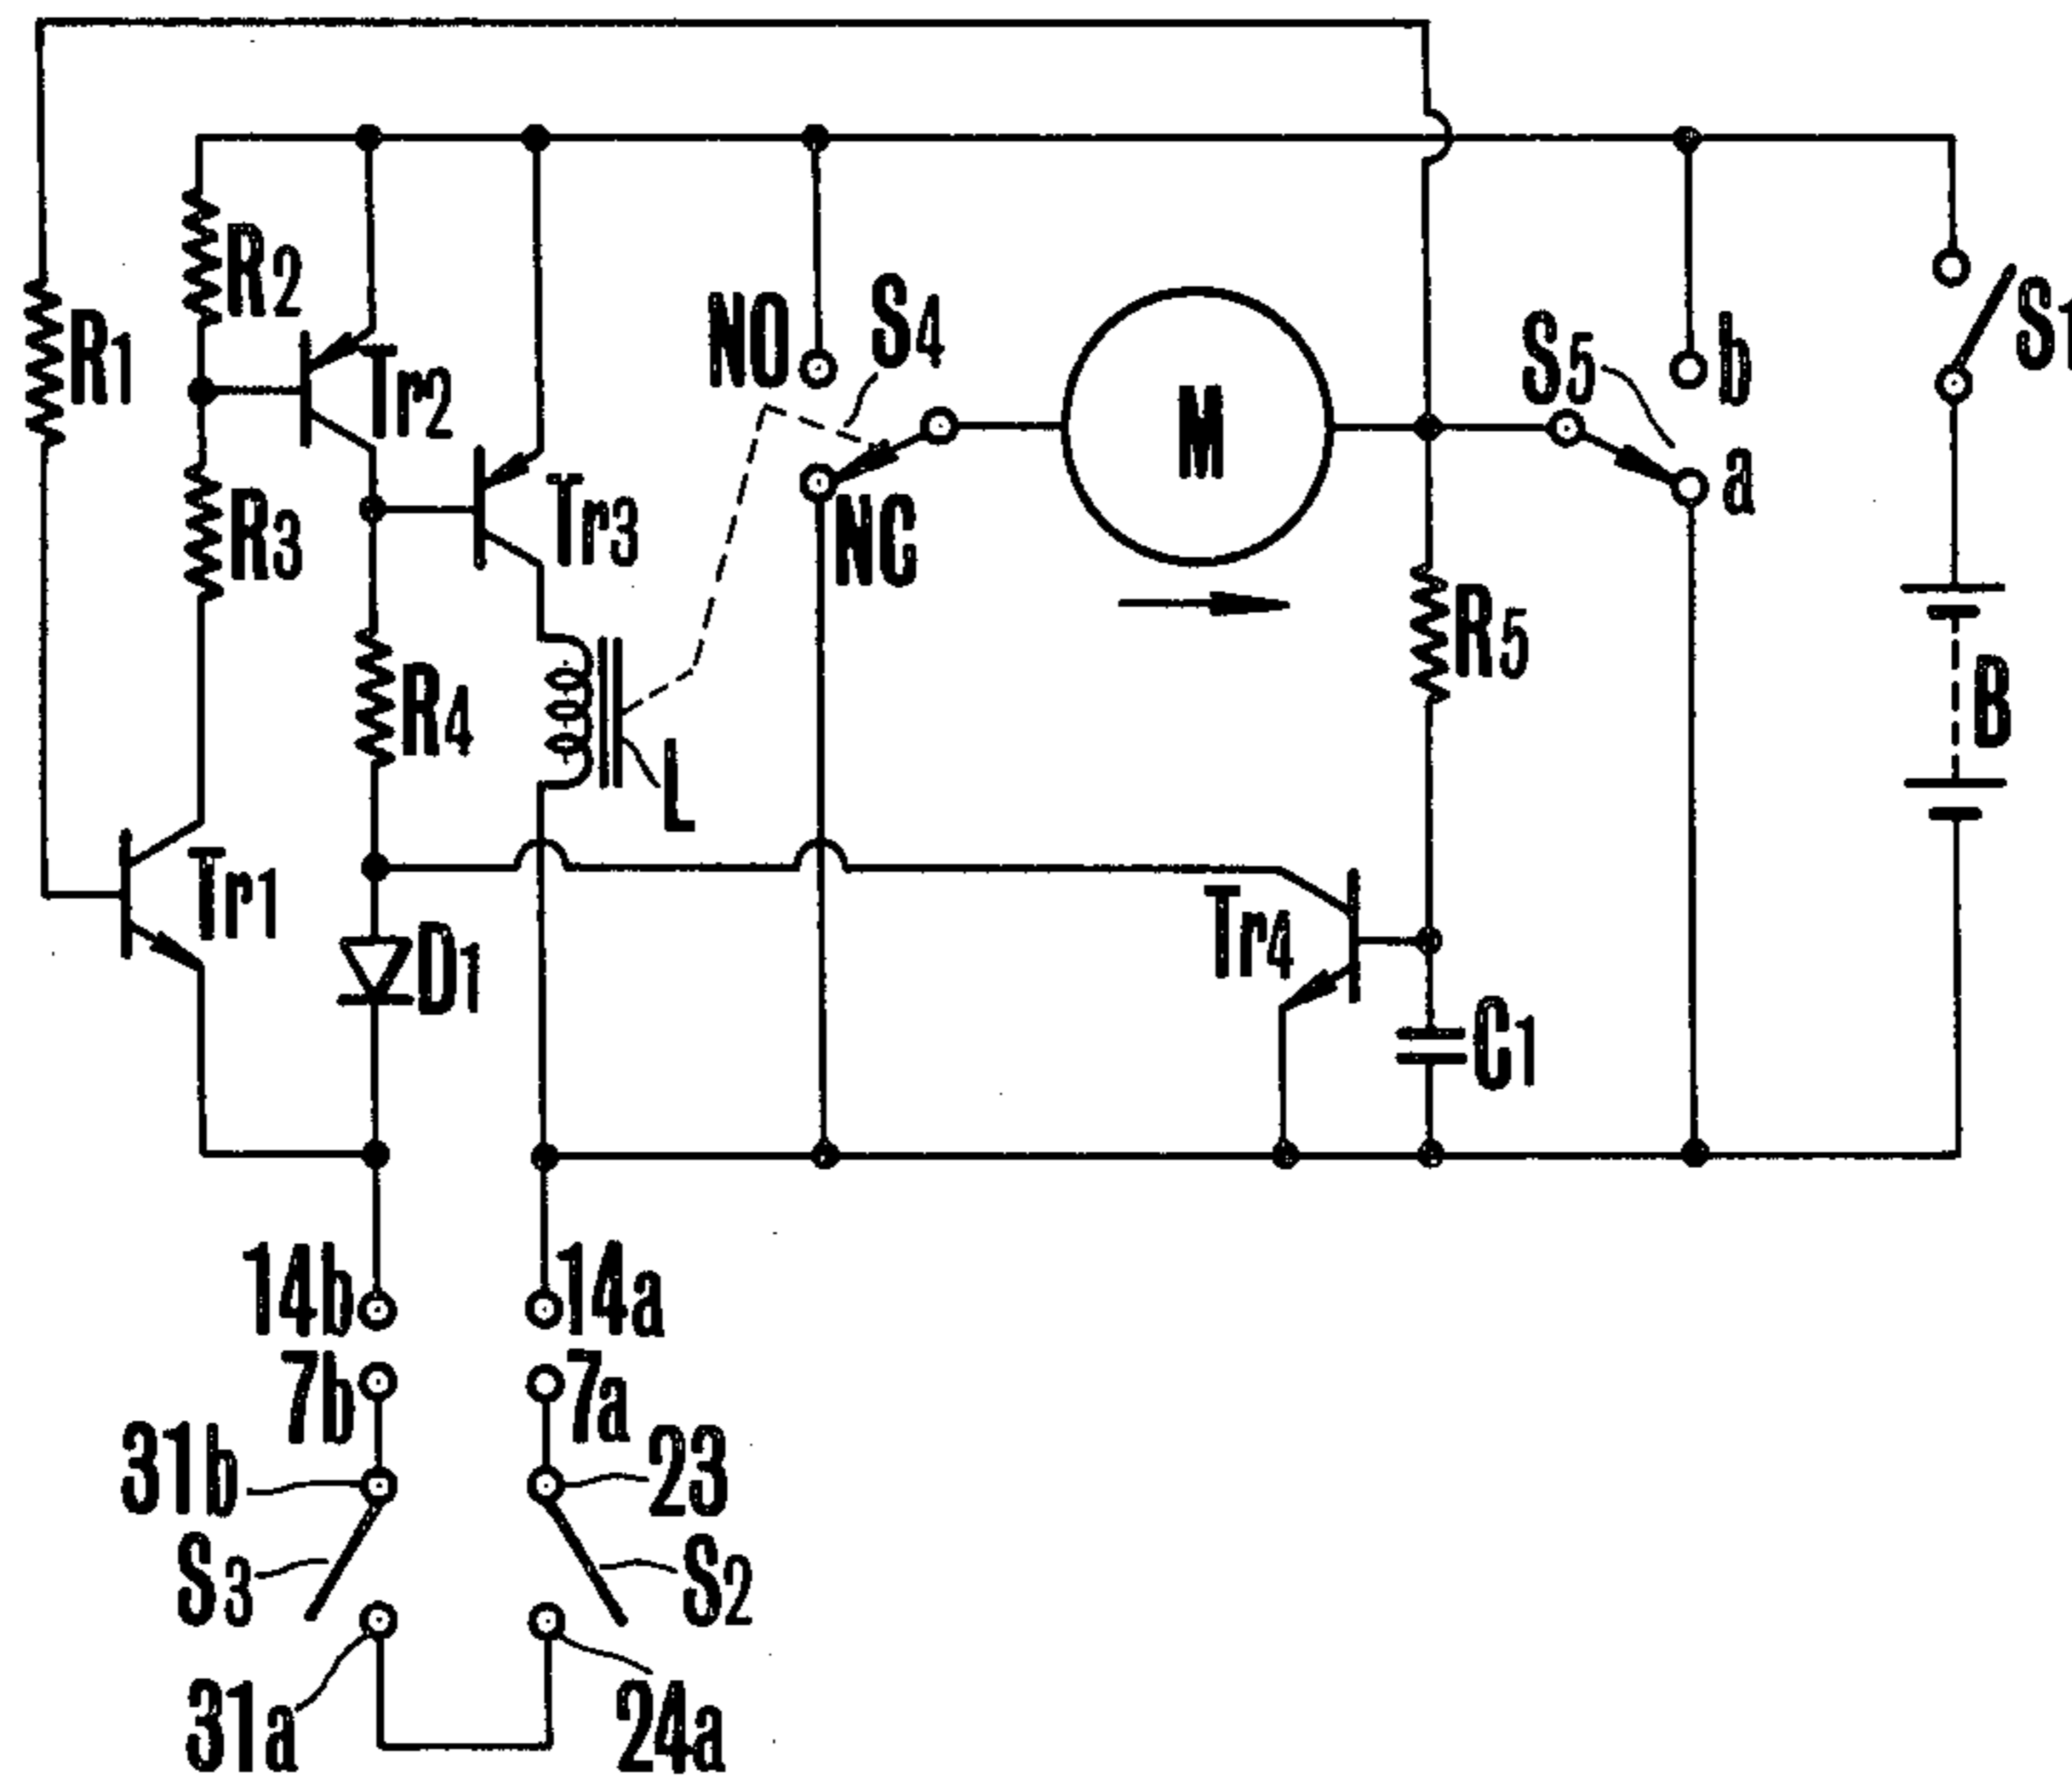 R1
R2
Tr2
R3
Tr3
R4
L
NO
S4
NC
M
S5
b
a
S1
R5
B
Tr1
D1
Tr4
C1
14b
14a
7b
7a
31b
23
S3
S2
31a
24a